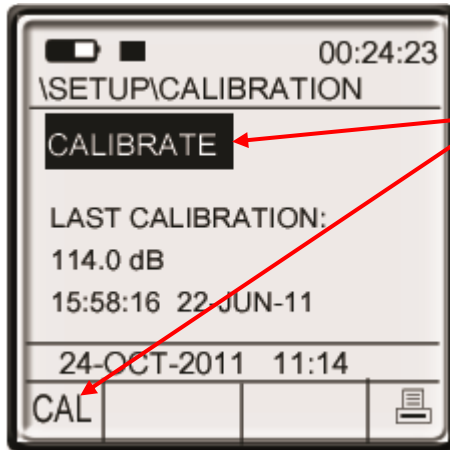 00:24:23
\SETUP\CALIBRATION
CALIBRATE
LAST CALIBRATION:
114.0 dB
15:58:16 22-JUN-11
24-OCT-2011 11:14
CAL